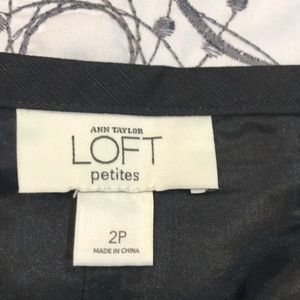 ANN TAYLOR
LOFT
petites
2P
MADE IN CHINA